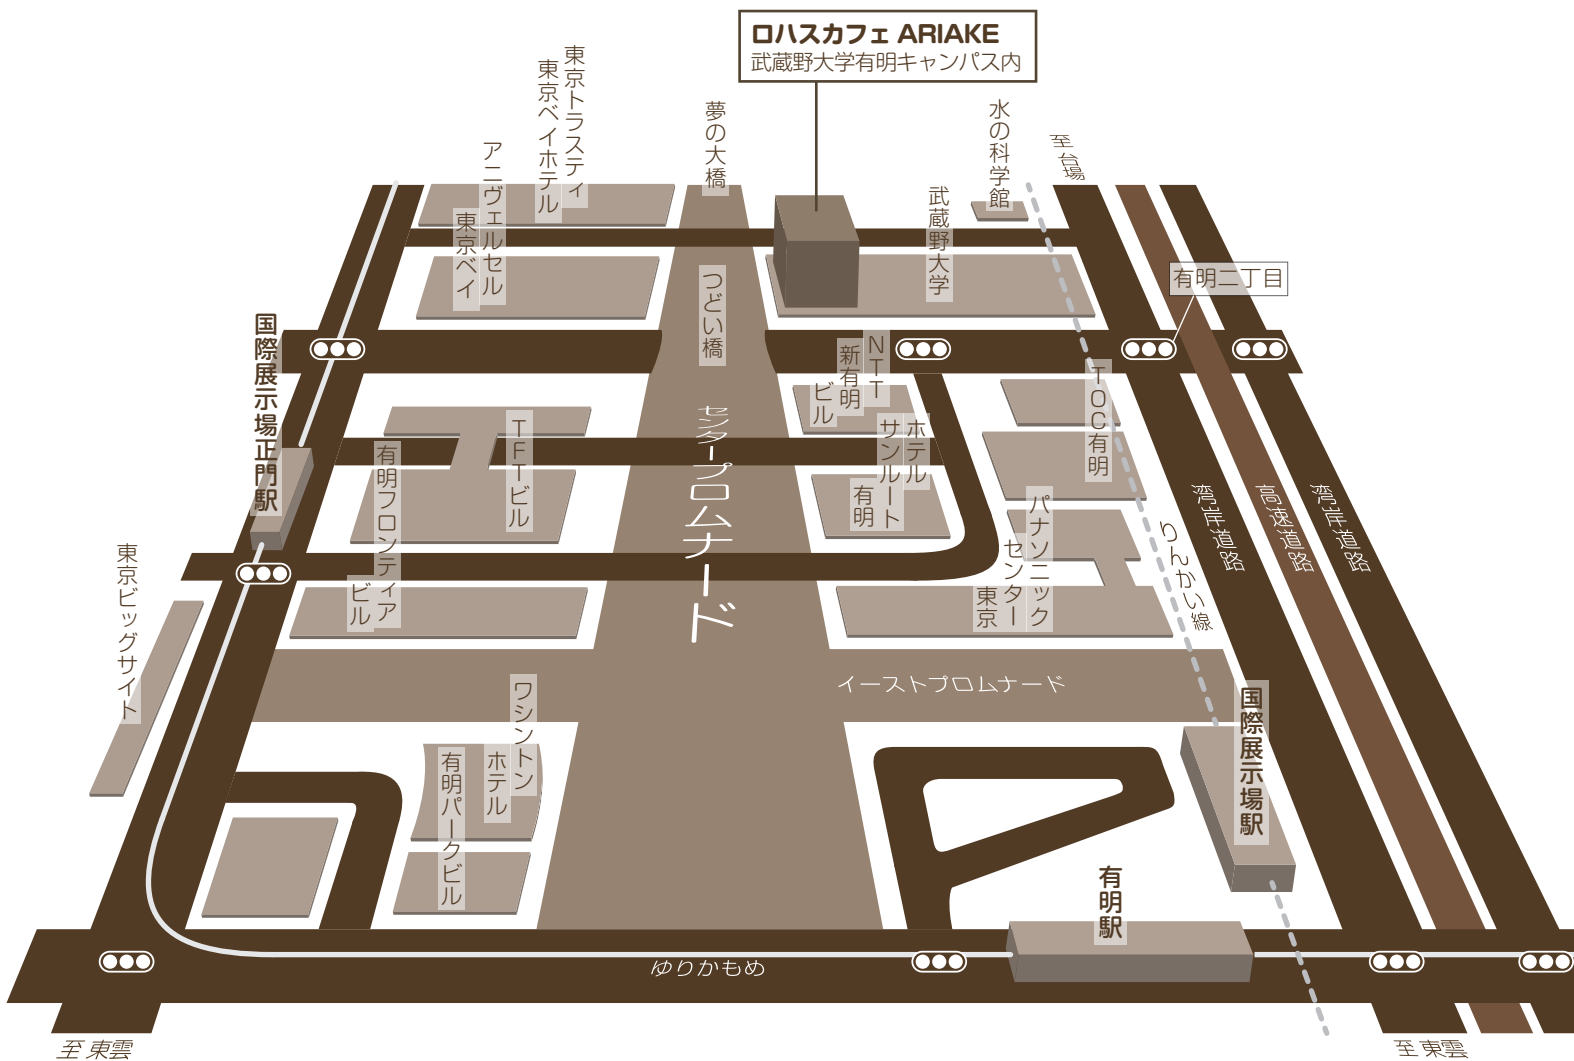 ロハスカフェ ARIAKE
武蔵野大学有明キャンパス内
東京トラスティ
東京ベイホテル
アニヴェルセル
東京ベイ
夢の大橋
水の科学館
至 台場
武蔵野大学
つどい橋
有明二丁目
国際展示場正門駅
NTT
新有明
ビル
TOC有明
センタープロムナード
TFTビル
有明フロンティア
ビル
ホテル
サンルート
有明
パナソニック
センター
東京
りんかい線
湾岸道路
高速道路
湾岸道路
東京ビッグサイト
イーストプロムナード
ワシントン
ホテル
有明パークビル
国際展示場駅
有明駅
ゆりかもめ
至 東雲
至 東雲